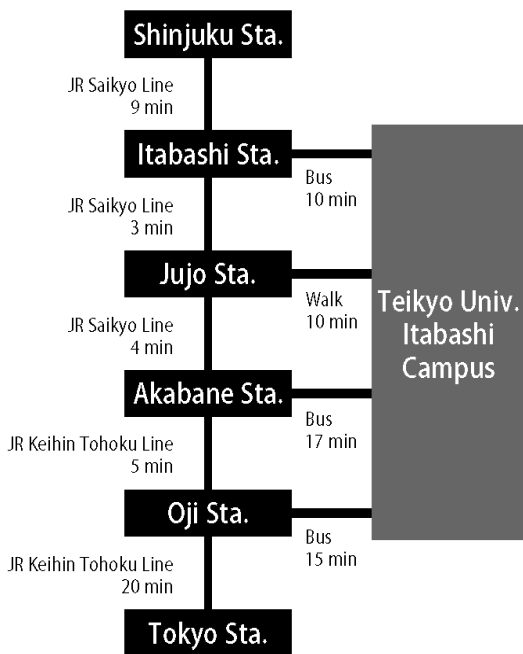 Shinjuku Sta.
JR Saikyo Line
9 min
Itabashi Sta.
Bus
10 min
JR Saikyo Line
3 min
Jujo Sta.
Walk
10 min
Teikyo Univ.
Itabashi
Campus
JR Saikyo Line
4 min
Akabane Sta.
Bus
17 min
JR Keihin Tohoku Line
5 min
Oji Sta.
Bus
15 min
JR Keihin Tohoku Line
20 min
Tokyo Sta.